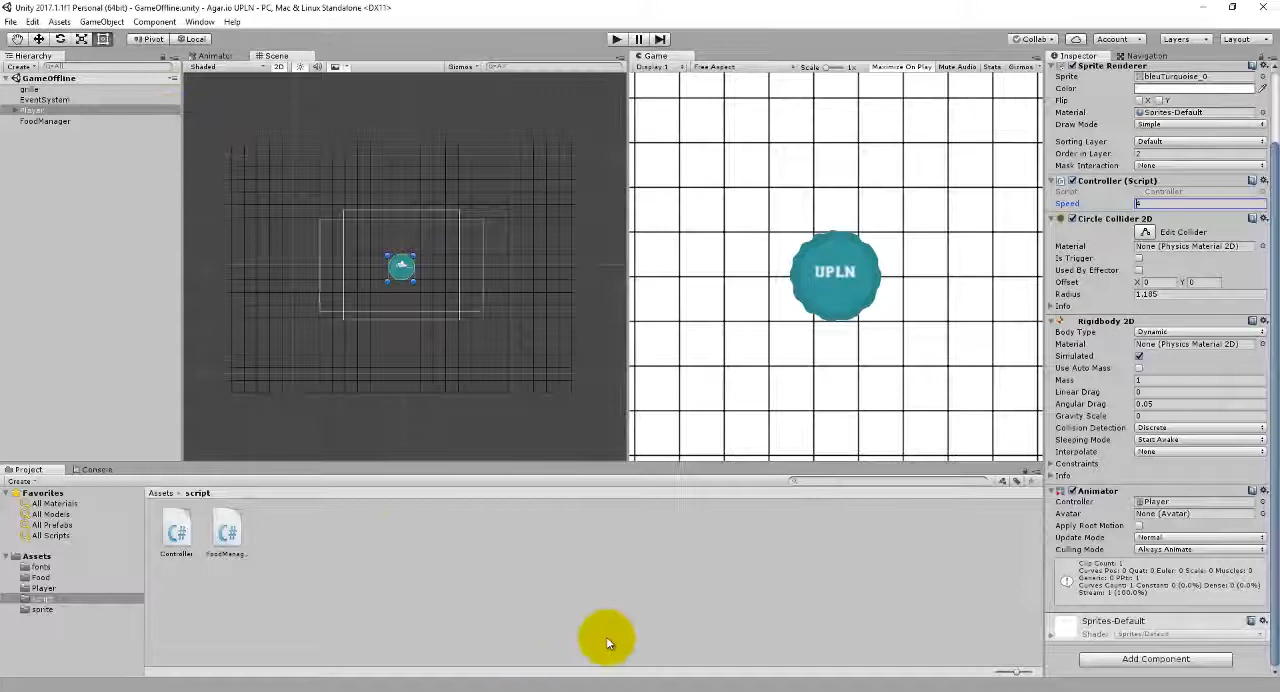 Unity 2017.1.1f1 Personal (64bit) - GameOffline.unity - Agar.io UPLN - PC, Mac & Linux Standalone <DX11>
File Edit Assets GameObject Component Window Help
Pivot Local Collab Account Layers Layout
Hierarchy Animator Scene Game Inspector Navigation
Create All Shaded 2D Gizmos All Display 1 Free Aspect Scale 1x Maximize On Play Mute Audio Stats Gizmos
GameOffline
grille
EventSystem
Player
FoodManager
UPLN
Sprite Renderer
Sprite bleuTurquoise_0
Color
Flip X Y
Material Sprites-Default
Draw Mode Simple
Sorting Layer Default
Order in Layer 2
Mask Interaction None
Controller (Script)
Script Controller
Speed
Circle Collider 2D
Edit Collider
Material None (Physics Material 2D)
Is Trigger
Used By Effector
Offset X 0 Y 0
Radius 1.185
Info
Rigidbody 2D
Body Type Dynamic
Material None (Physics Material 2D)
Simulated
Use Auto Mass
Mass 1
Linear Drag 0
Angular Drag 0.05
Gravity Scale 0
Collision Detection Discrete
Sleeping Mode Start Awake
Interpolate None
Constraints
Info
Animator
Controller Player
Avatar None (Avatar)
Apply Root Motion
Update Mode Normal
Culling Mode Always Animate
Clip Count: 1
Curves Pos: 0 Quat: 0 Euler: 0 Scale: 0 Muscles: 0
Generic: 0 PPtr: 1
Curves Count: 1 Constant: 0 (0.0%) Dense: 0 (0.0%)
Stream: 1 (100.0%)
Sprites-Default
Shader Sprites/Default
Add Component
Project Console
Create
Favorites
All Materials
All Models
All Prefabs
All Scripts
Assets
fonts
Food
Player
script
sprite
Assets script
C# C#
Controller FoodManag...